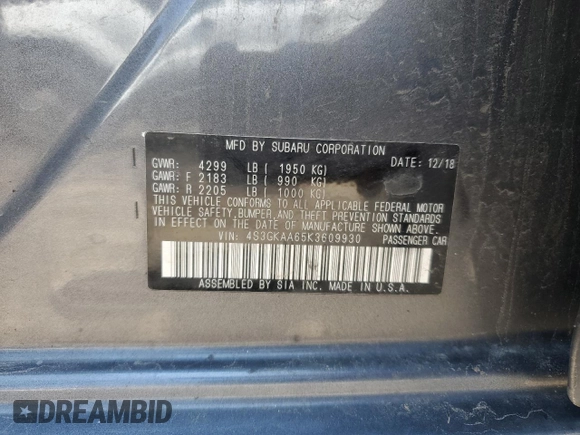 MFD BY SUBARU CORPORATION
GVWR: 4299 LB ( 1950 KG) DATE: 12/18
GAWR: F 2183 LB ( 990 KG)
GAWR: R 2205 LB ( 1000 KG)
THIS VEHICLE CONFORMS TO ALL APPLICABLE FEDERAL MOTOR
VEHICLE SAFETY,BUMPER,AND THEFT PREVENTION STANDARDS
IN EFFECT ON THE DATE OF MANUFACTURE SHOWN ABOVE.
VIN: 4S3GKAA65K3609930 PASSENGER CAR
ASSEMBLED BY SIA INC. MADE IN U.S.A.
DREAMBID
dreambid.com